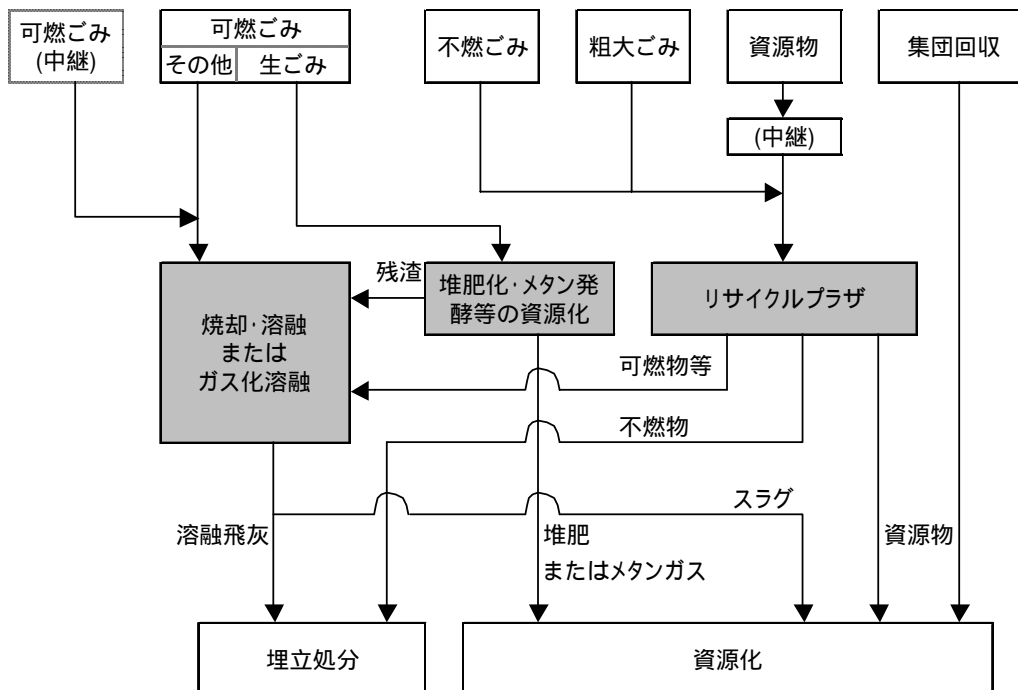 可燃ごみ
(中継)
可燃ごみ
その他
生ごみ
不燃ごみ
粗大ごみ
資源物
集団回収
(中継)
残渣
堆肥化・メタン発
酵等の資源化
リサイクルプラザ
焼却・溶融
または
ガス化溶融
可燃物等
不燃物
スラグ
溶融飛灰
堆肥
またはメタンガス
資源物
埋立処分
資源化